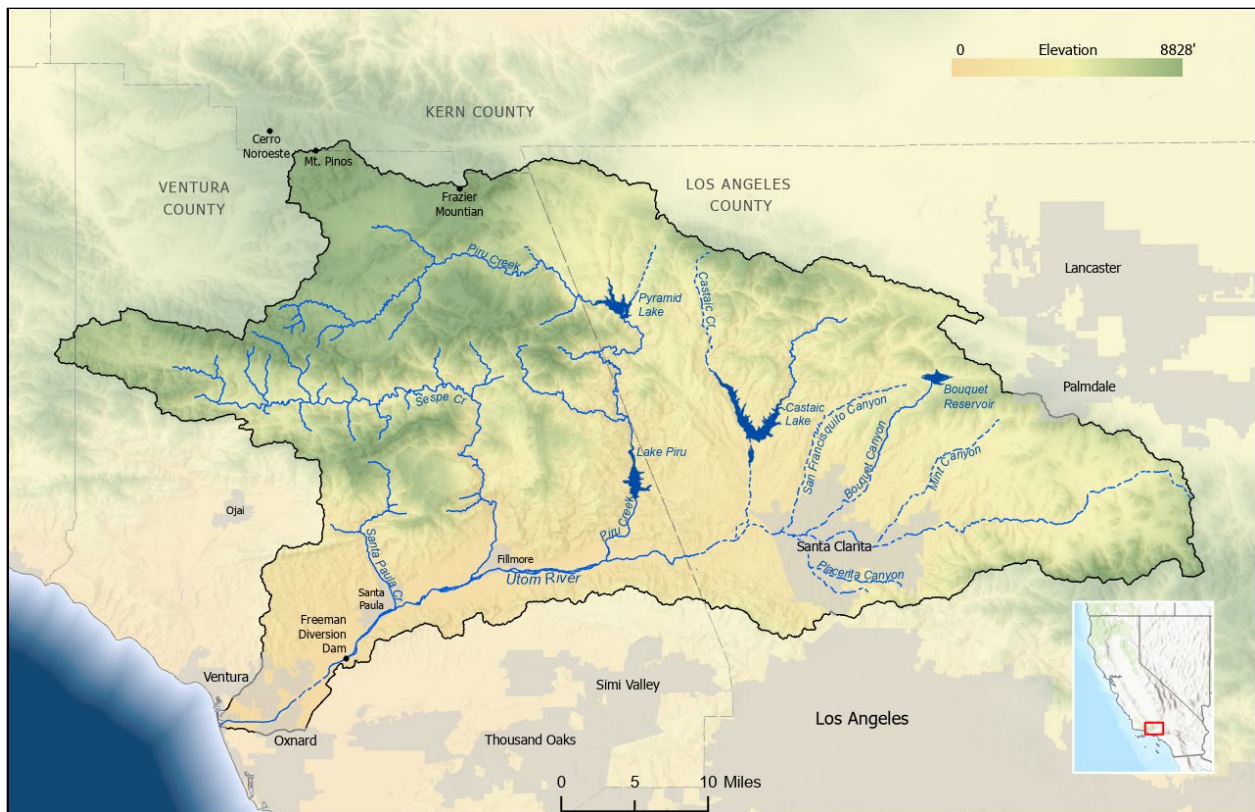 0 Elevation 8828'
KERN COUNTY
Cerro
Noroeste
Mt. Pinos
VENTURA
COUNTY
LOS ANGELES
COUNTY
Frazier
Mountian
Lancaster
Piru Creek
Castaic Cr
Pyramid
Lake
Palmdale
Bouquet
Reservoir
Sespe Cr
Castaic
Lake
San Francisquito Canyon
Bouquet Canyon
Mint Canyon
Lake Piru
Ojai
Piru Creek
Santa Paula Cr
Santa Clarita
Fillmore
Placerita Canyon
Utom River
Santa
Paula
Freeman
Diversion
Dam
Ventura
Simi Valley
Los Angeles
Oxnard
Thousand Oaks
0 5 10 Miles